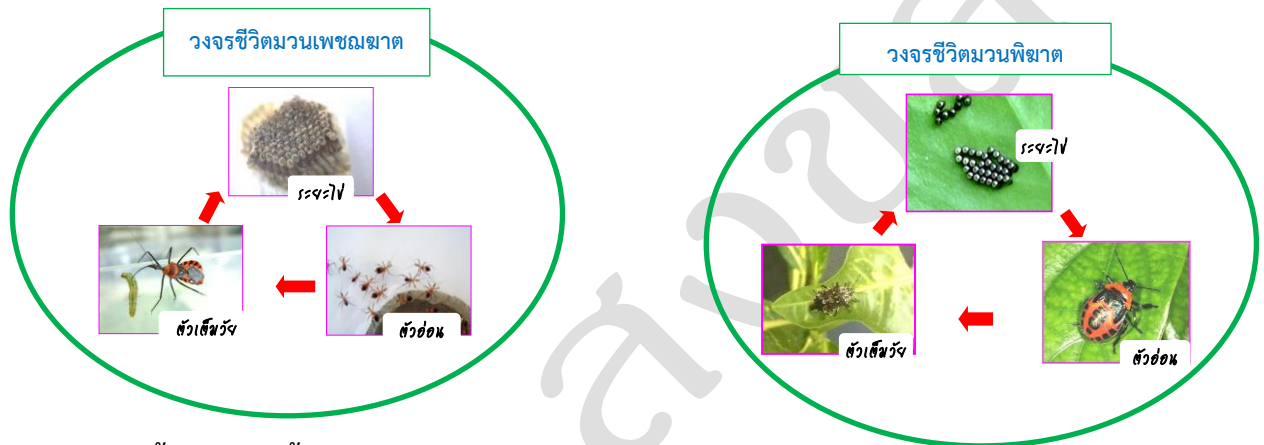 วงจรชีวิตมวนเพชฌฆาต
ระยะไข่
ตัวเต็มวัย
ตัวอ่อน
วงจรชีวิตมวนพิฆาต
ระยะไข่
ตัวเต็มวัย
ตัวอ่อน